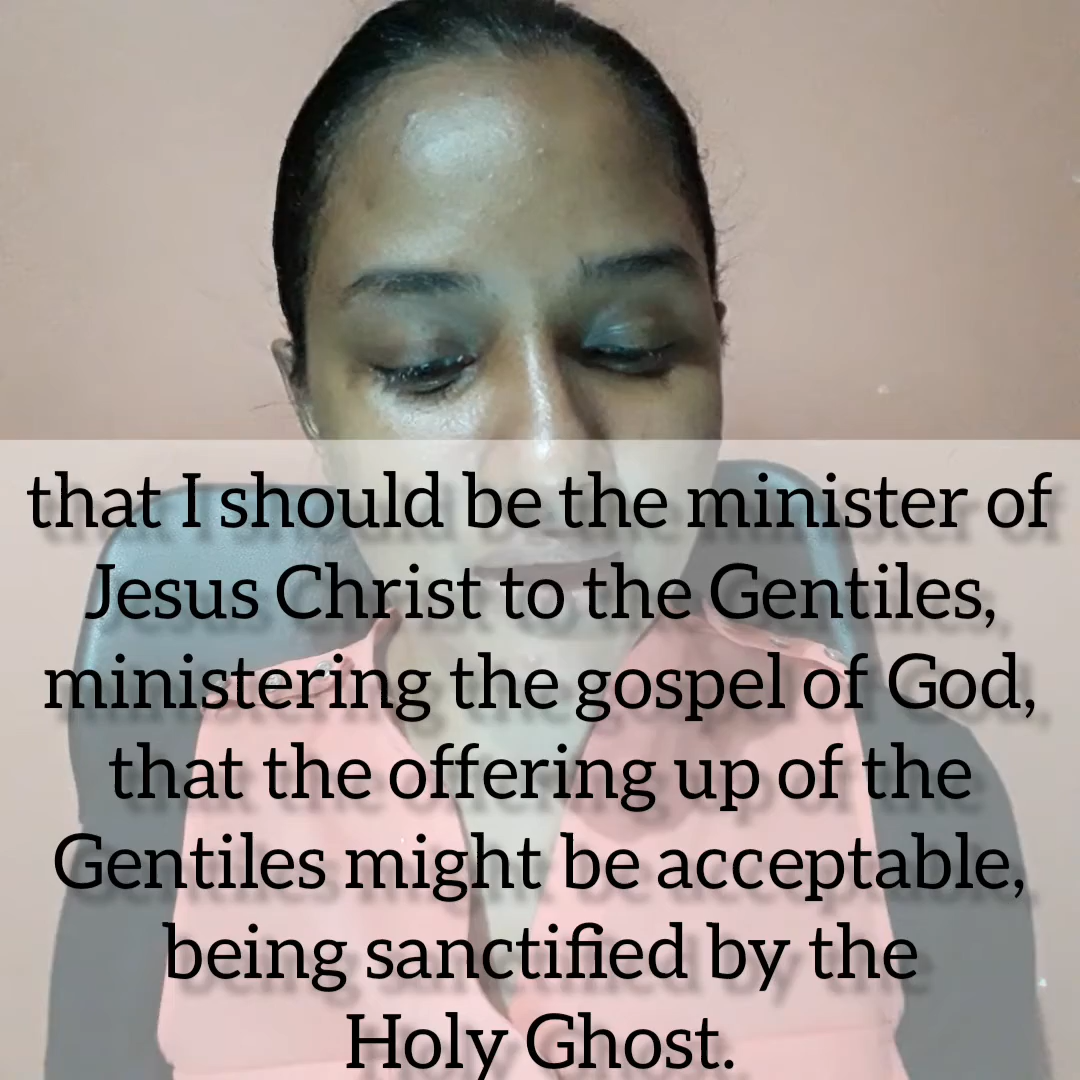 that I should be the minister of
Jesus Christ to the Gentiles,
ministering the gospel of God,
that the offering up of the
Gentiles might be acceptable,
being sanctified by the
Holy Ghost.